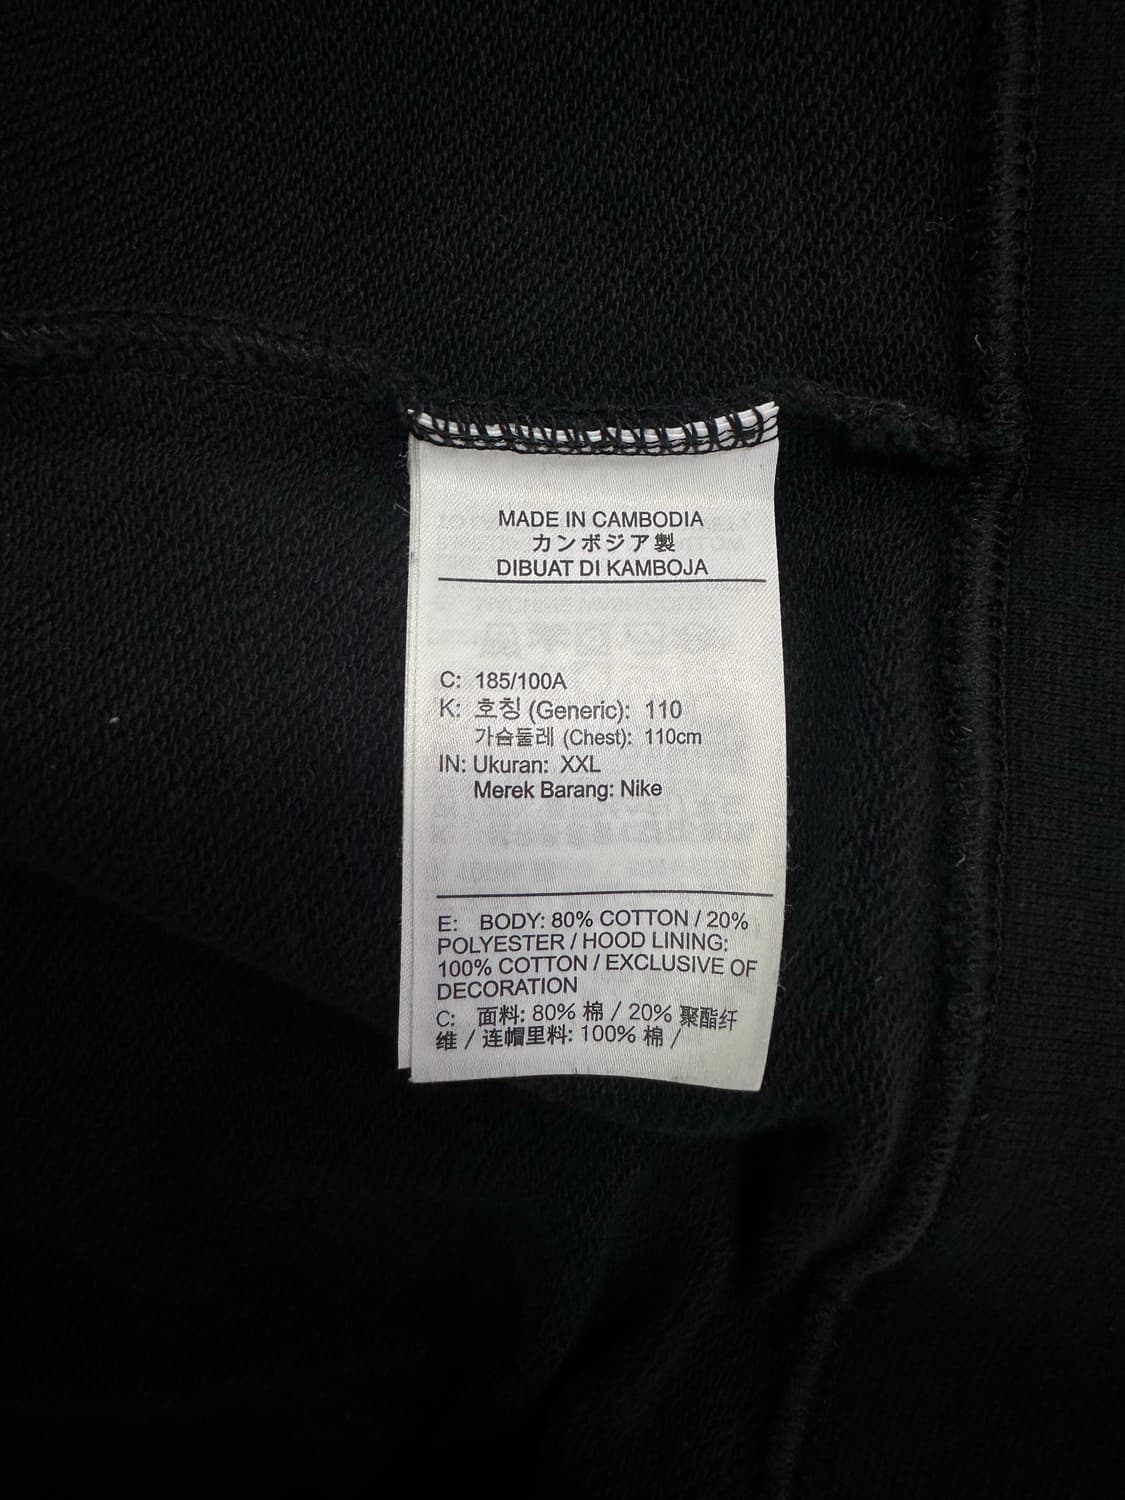 MADE IN CAMBODIA
カンボジア製
DIBUAT DI KAMBOJA
C: 185/100A
K: 호칭 (Generic): 110
가슴둘레 (Chest): 110cm
IN: Ukuran: XXL
Merek Barang: Nike
E: BODY: 80% COTTON / 20%
POLYESTER / HOOD LINING:
100% COTTON / EXCLUSIVE OF
DECORATION
C: 面料: 80% 棉 / 20% 聚酯纤
维 / 连帽里料: 100% 棉 /